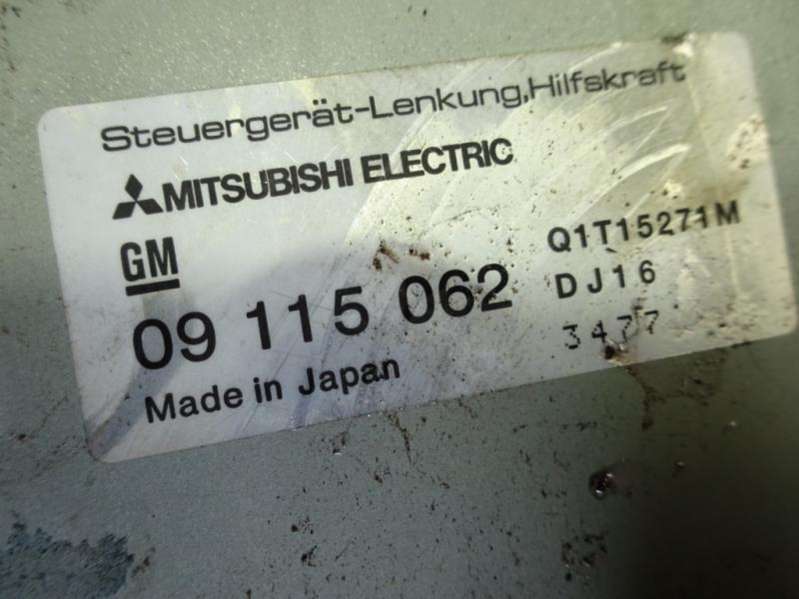 Steuergerät-Lenkung,Hilfskraft
MITSUBISHI ELECTRIC
GM
09 115 062
Q1T15271M
DJ16
3477
Made in Japan